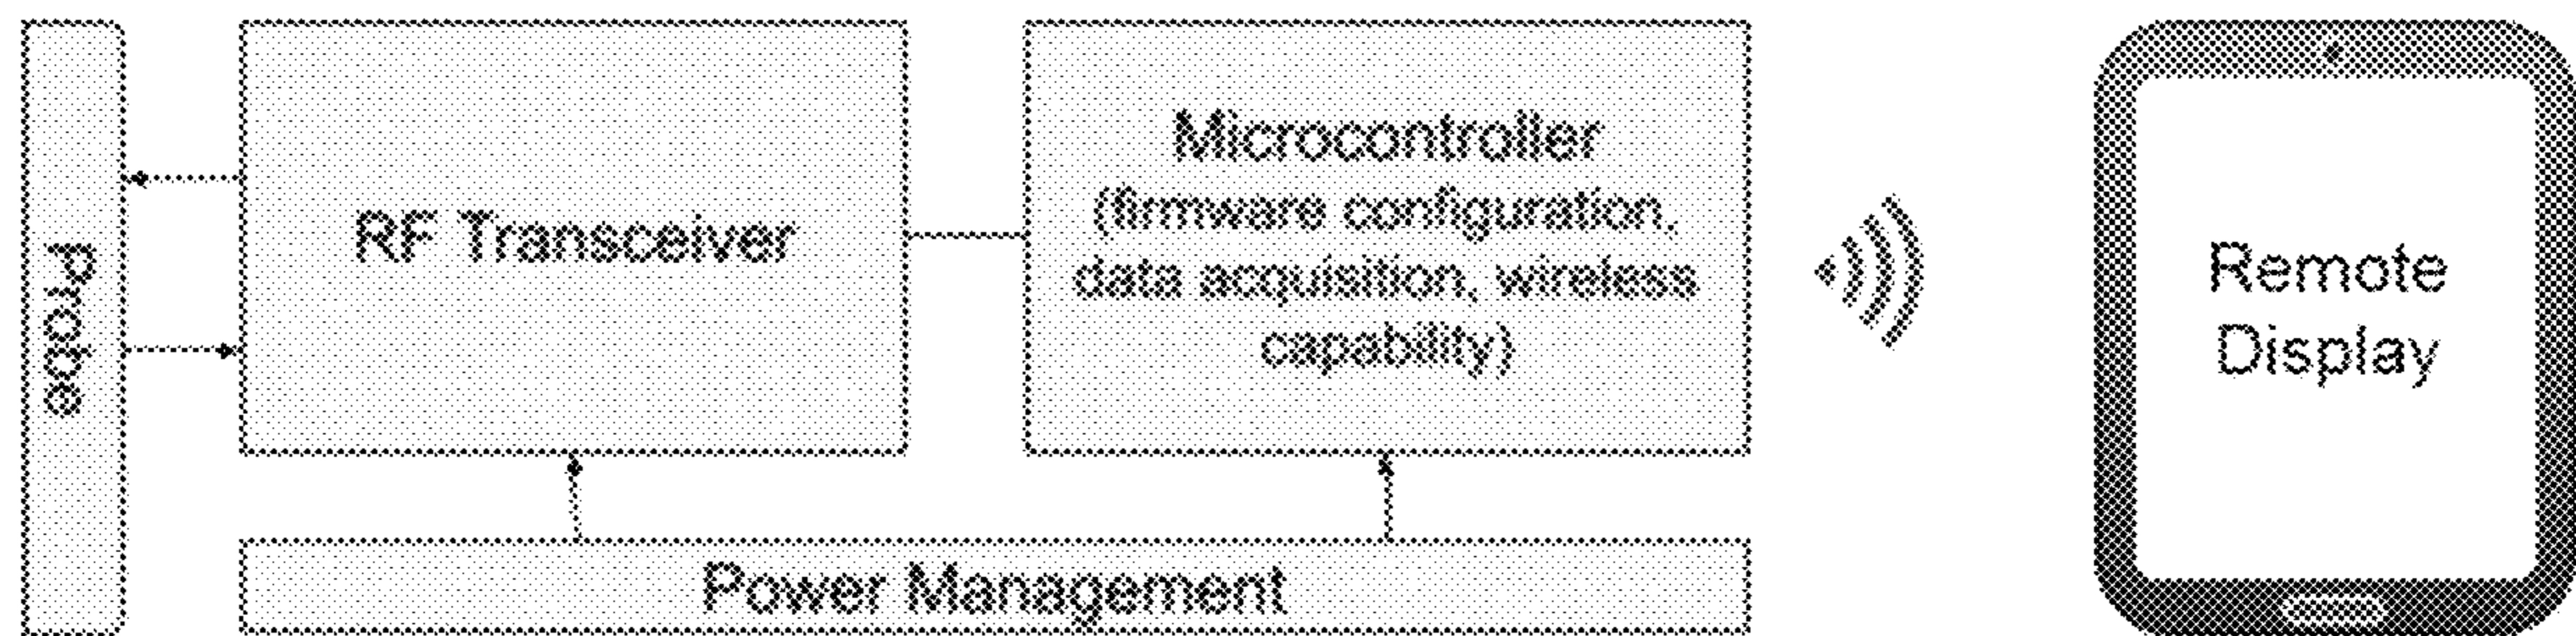 Probe
RF Transceiver
Microcontroller
(firmware configuration,
data acquisition, wireless
capability)
Remote
Display
Power Management